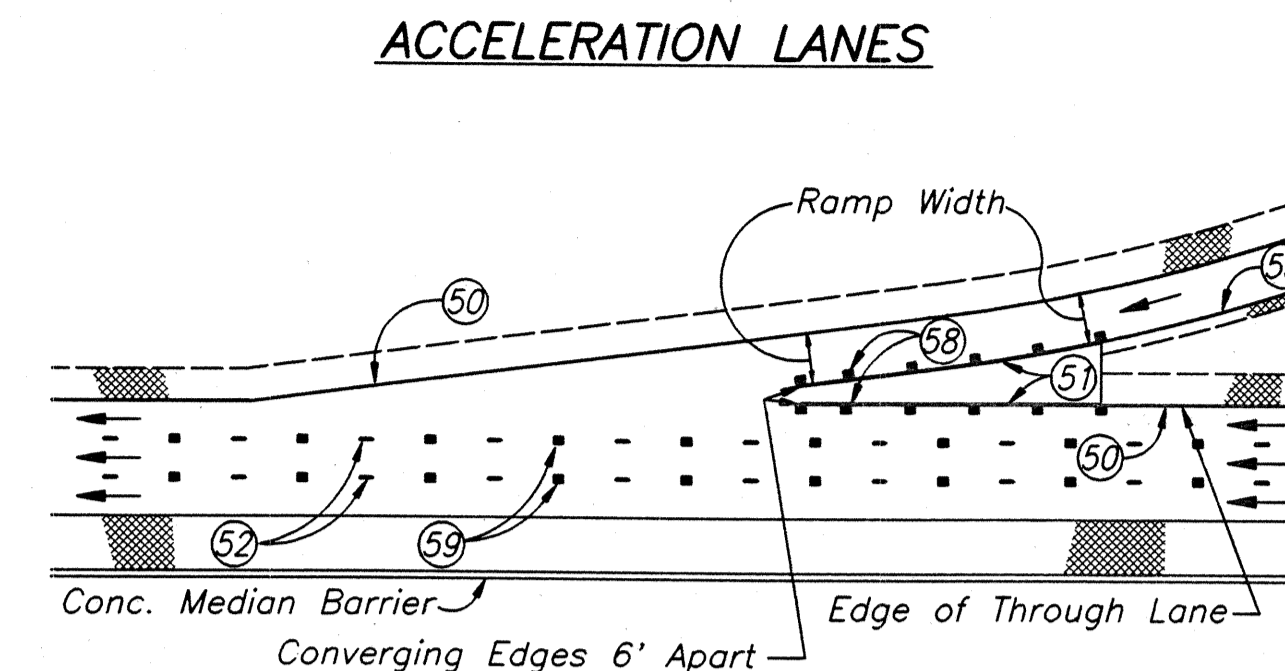 ACCELERATION LANES
Ramp Width
50
58
51
50
52
59
Conc. Median Barrier
Edge of Through Lane
Converging Edges 6' Apart